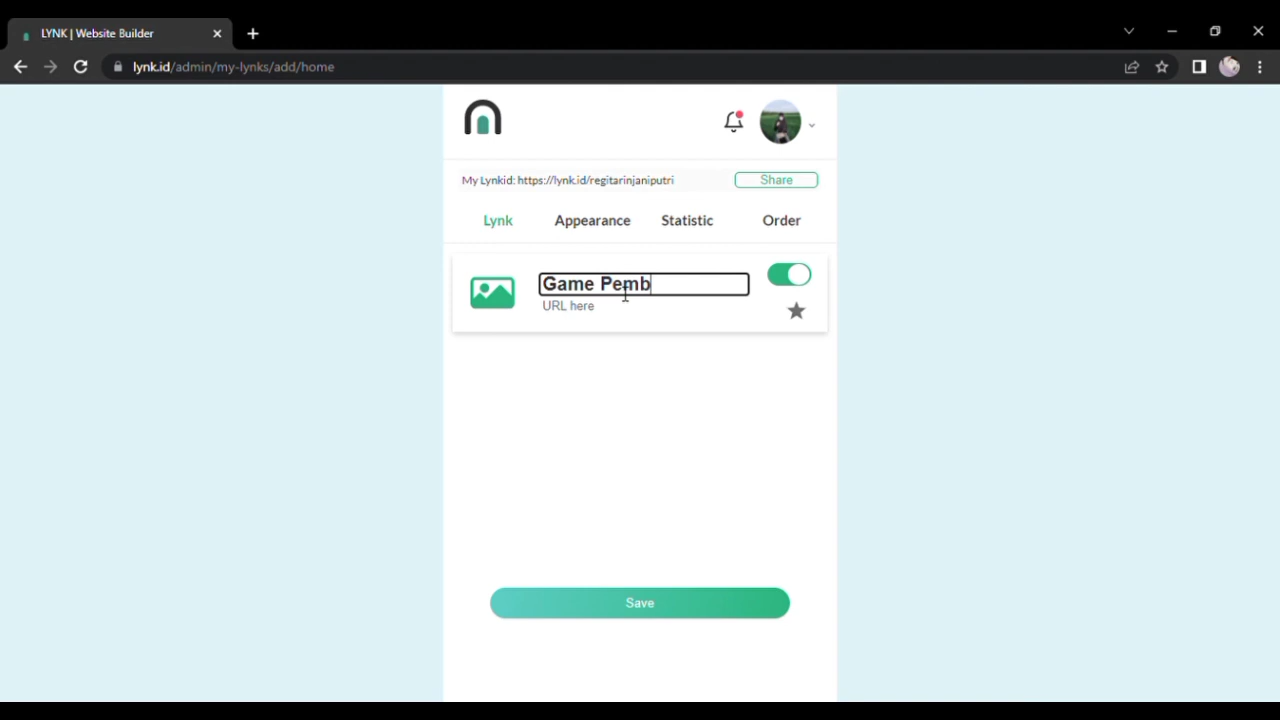 LYNK | Website Builder
lynk.id/admin/my-lynks/add/home
My Lynkid: https://lynk.id/regitarinjaniputri
Share
Lynk Appearance Statistic Order
Game Pemb
URL here
Save